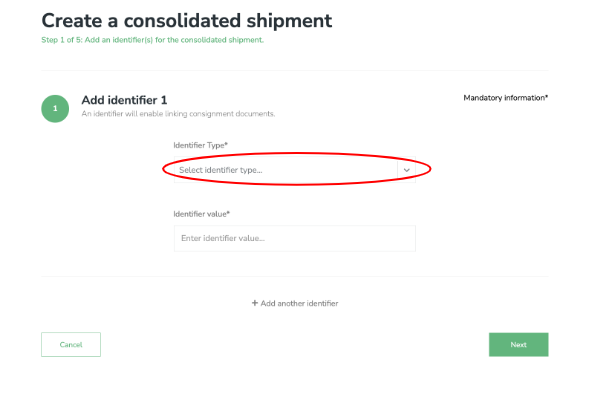 Create a consolidated shipment
Step 1 of 5: Add an identifier(s) for the consolidated shipment.
1
Add identifier 1
Mandatory information*
An identifier will enable linking consignment documents.
Identifier Type*
Select identifier type...
Identifier value*
Enter identifier value...
+ Add another identifier
Cancel
Next